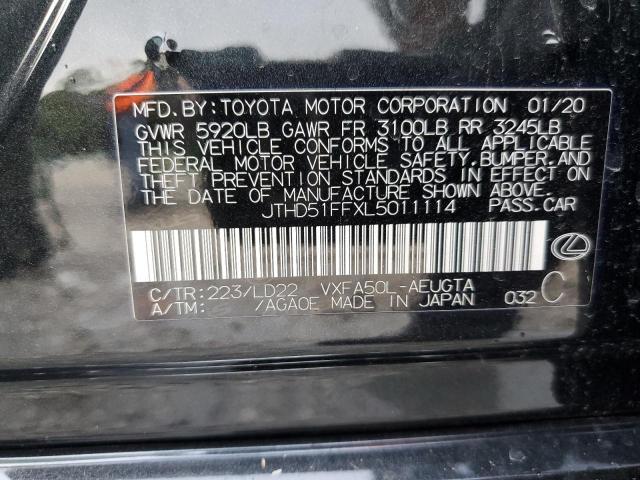 MFD. BY: TOYOTA MOTOR CORPORATION 01/20
GVWR 5920LB GAWR FR 3100LB RR 3245LB
THIS VEHICLE CONFORMS TO ALL APPLICABLE
FEDERAL MOTOR VEHICLE SAFETY, BUMPER, AND
THEFT PREVENTION STANDARDS IN EFFECT ON
THE DATE OF MANUFACTURE SHOWN ABOVE.
JTHD51FFXL5011114 PASS. CAR
C/TR: 223/LD22 VXFA50L-AEUGTA
A/TM: /AGA0E MADE IN JAPAN 032 C